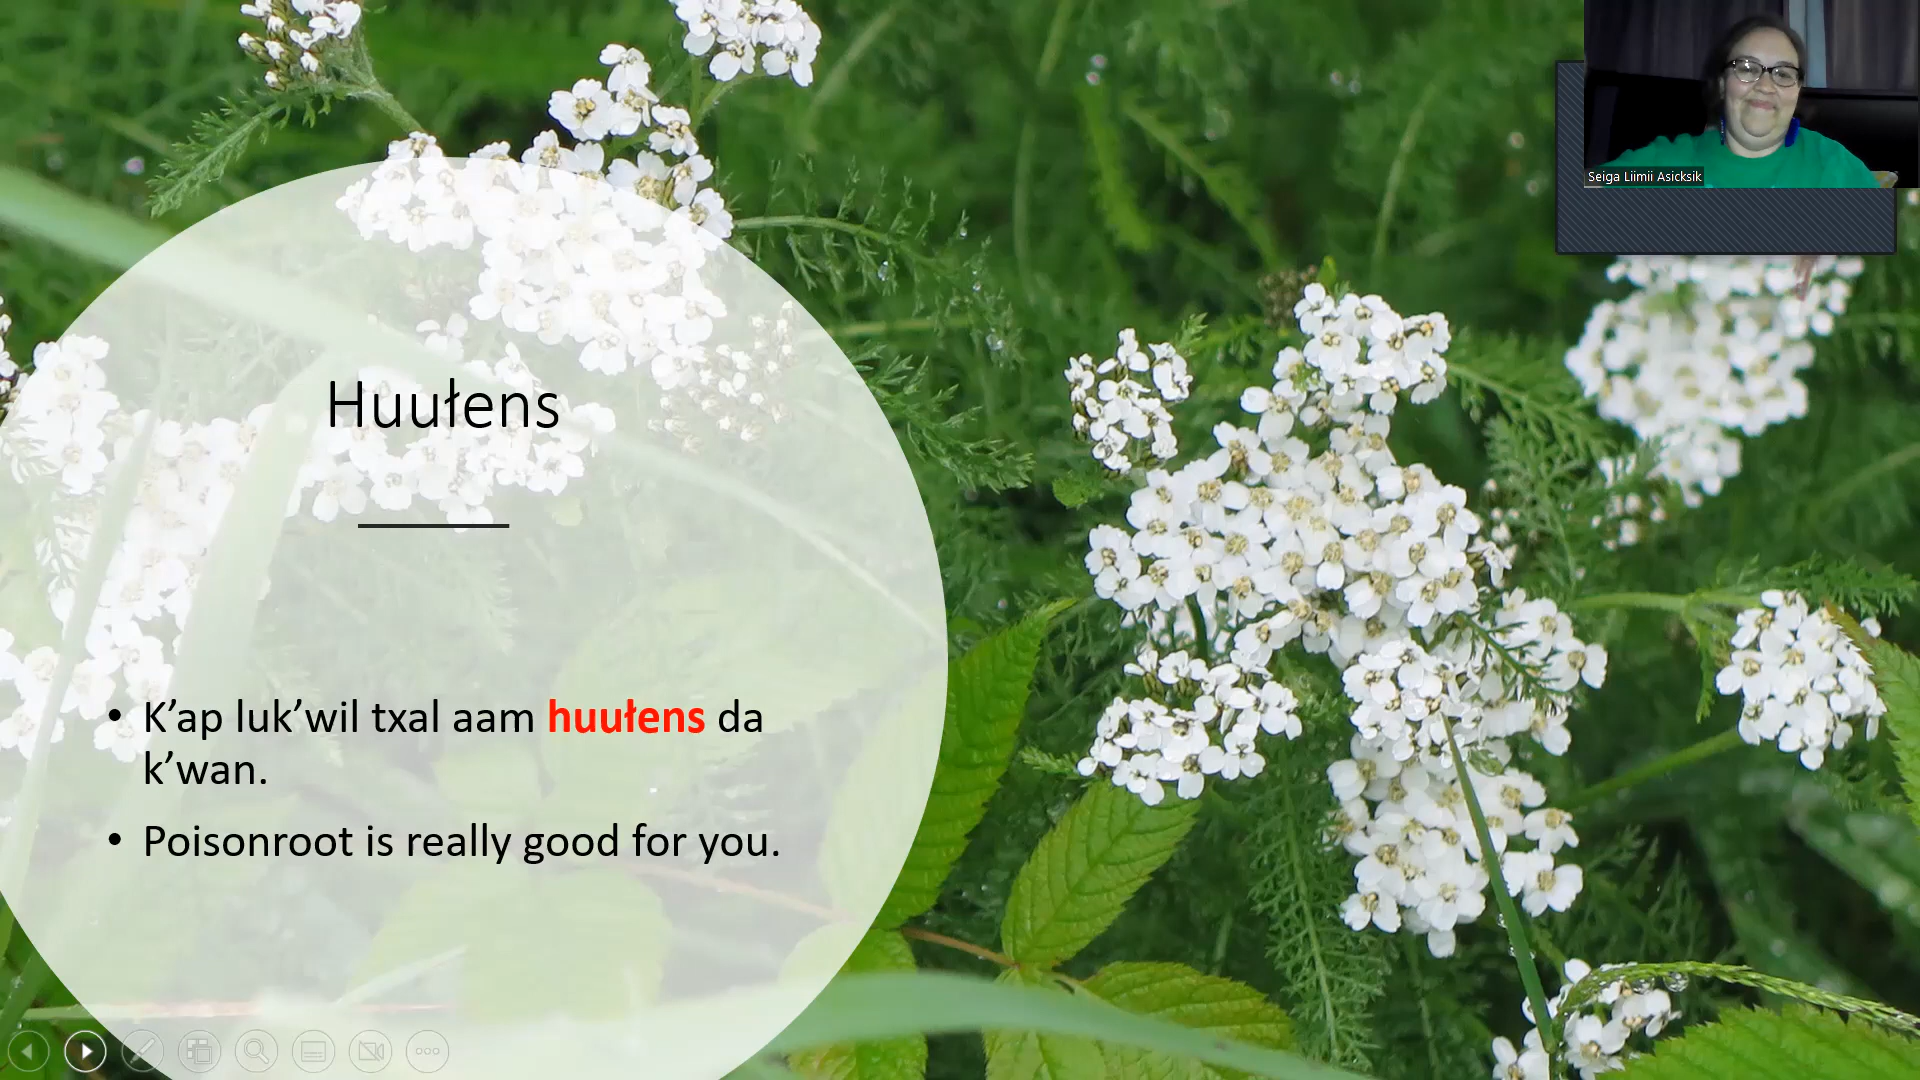 Seiga Liimii Asicksik
Huułens
• K’ap luk’wil txal aam huułens da
k’wan.
• Poisonroot is really good for you.